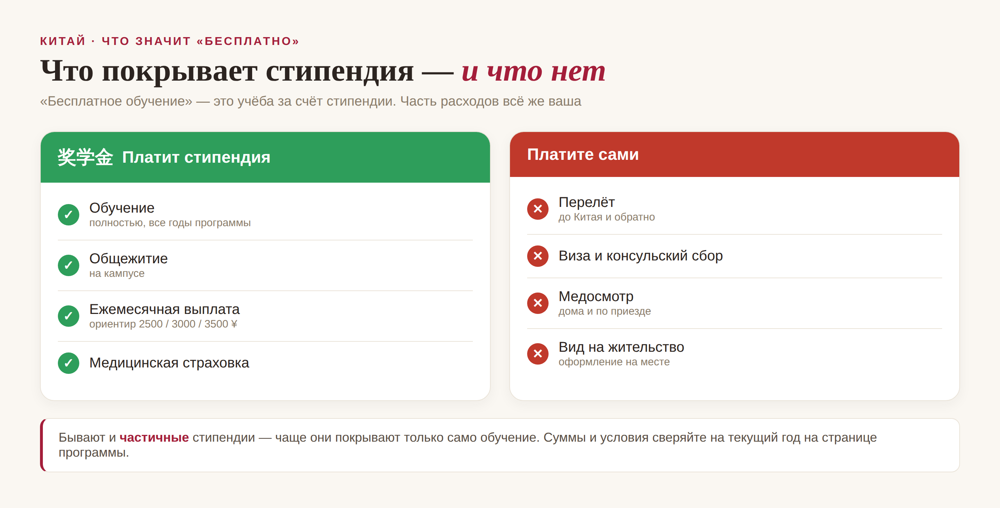 КИТАЙ · ЧТО ЗНАЧИТ «БЕСПЛАТНО»
Что покрывает стипендия — и что нет
«Бесплатное обучение» — это учёба за счёт стипендии. Часть расходов всё же ваша
奖学金 Платит стипендия
✓ Обучение
полностью, все годы программы
✓ Общежитие
на кампусе
✓ Ежемесячная выплата
ориентир 2500 / 3000 / 3500 ¥
✓ Медицинская страховка
Платите сами
✕ Перелёт
до Китая и обратно
✕ Виза и консульский сбор
✕ Медосмотр
дома и по приезде
✕ Вид на жительство
оформление на месте
Бывают и частичные стипендии — чаще они покрывают только само обучение. Суммы и условия сверяйте на текущий год на странице
программы.